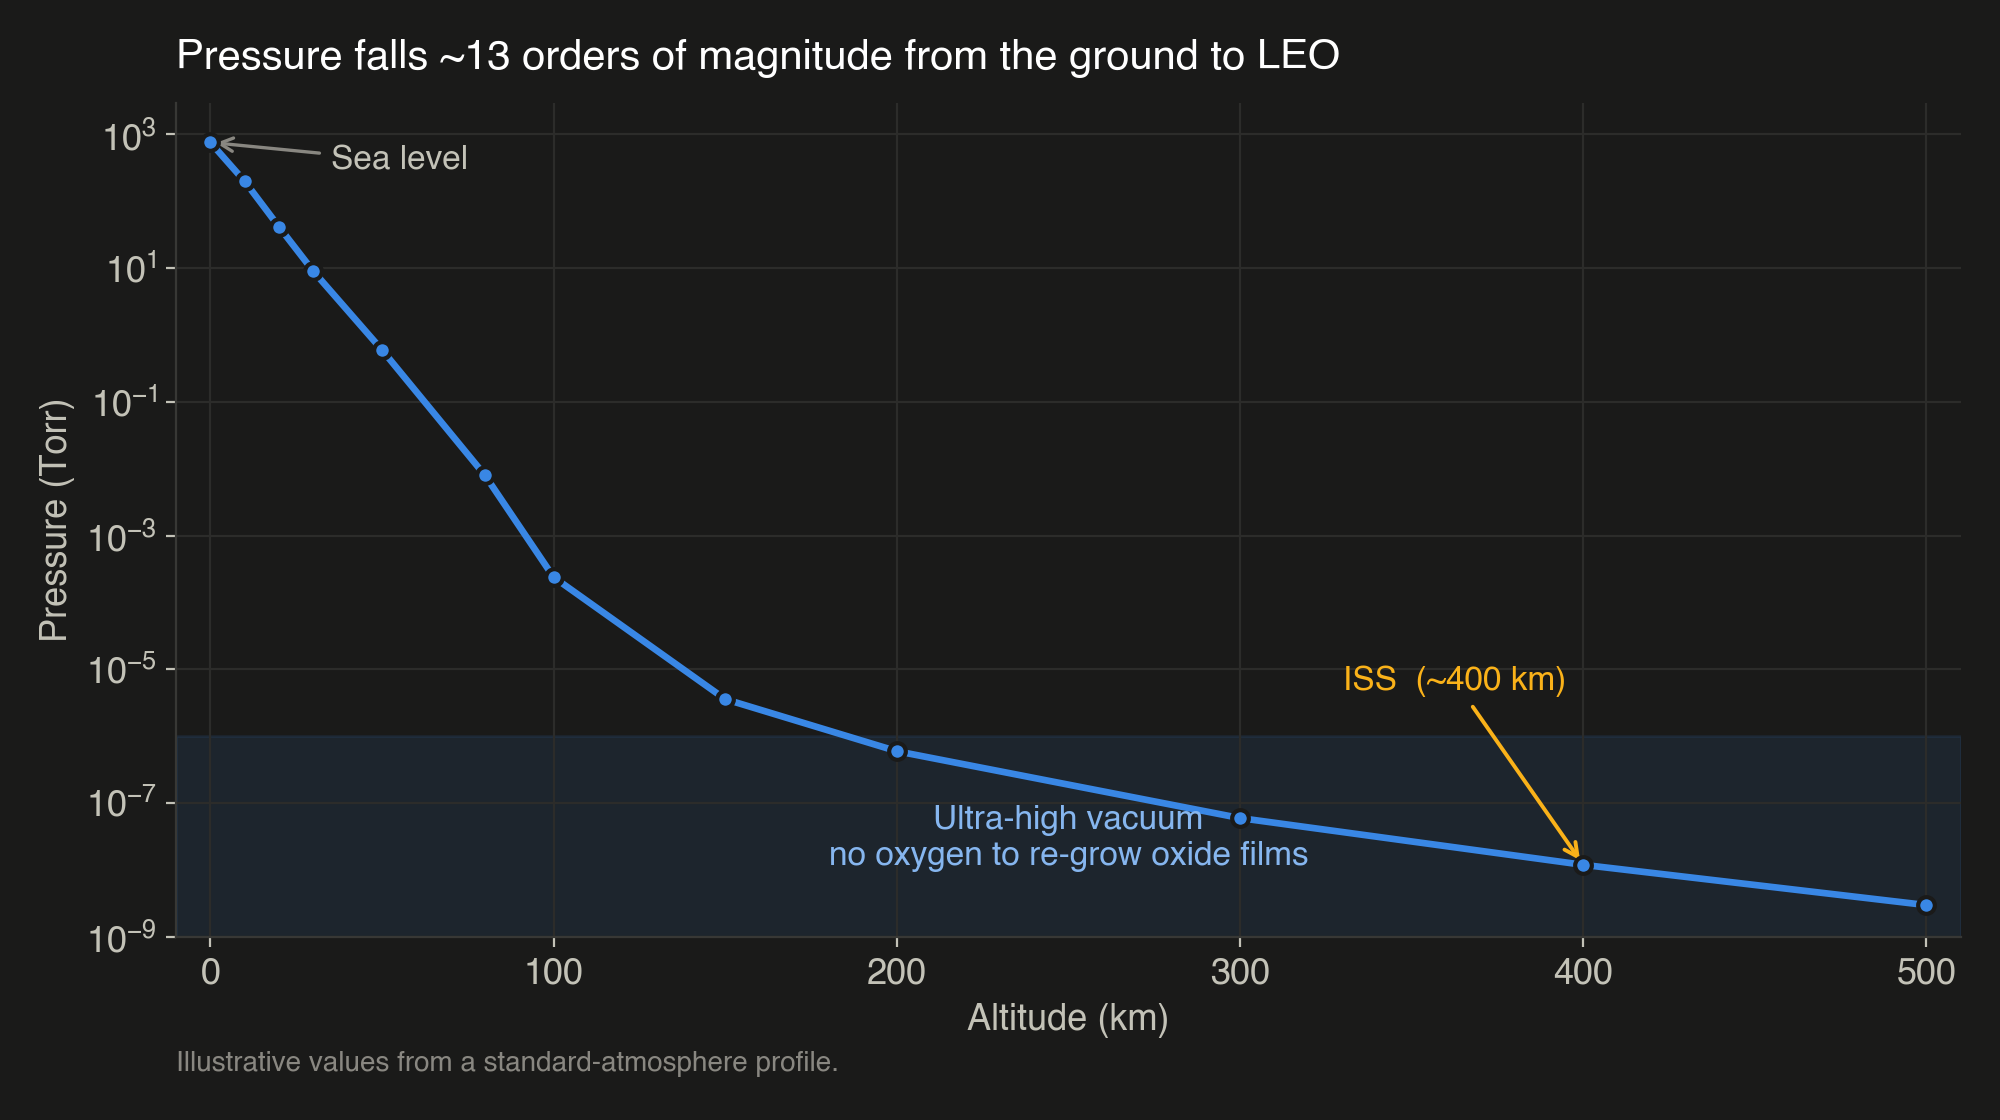 Pressure falls ~13 orders of magnitude from the ground to LEO
10³
Sea level
10¹
10⁻¹
10⁻³
10⁻⁵
10⁻⁷
10⁻⁹
Pressure (Torr)
ISS (~400 km)
Ultra-high vacuum
no oxygen to re-grow oxide films
0 100 200 300 400 500
Altitude (km)
Illustrative values from a standard-atmosphere profile.